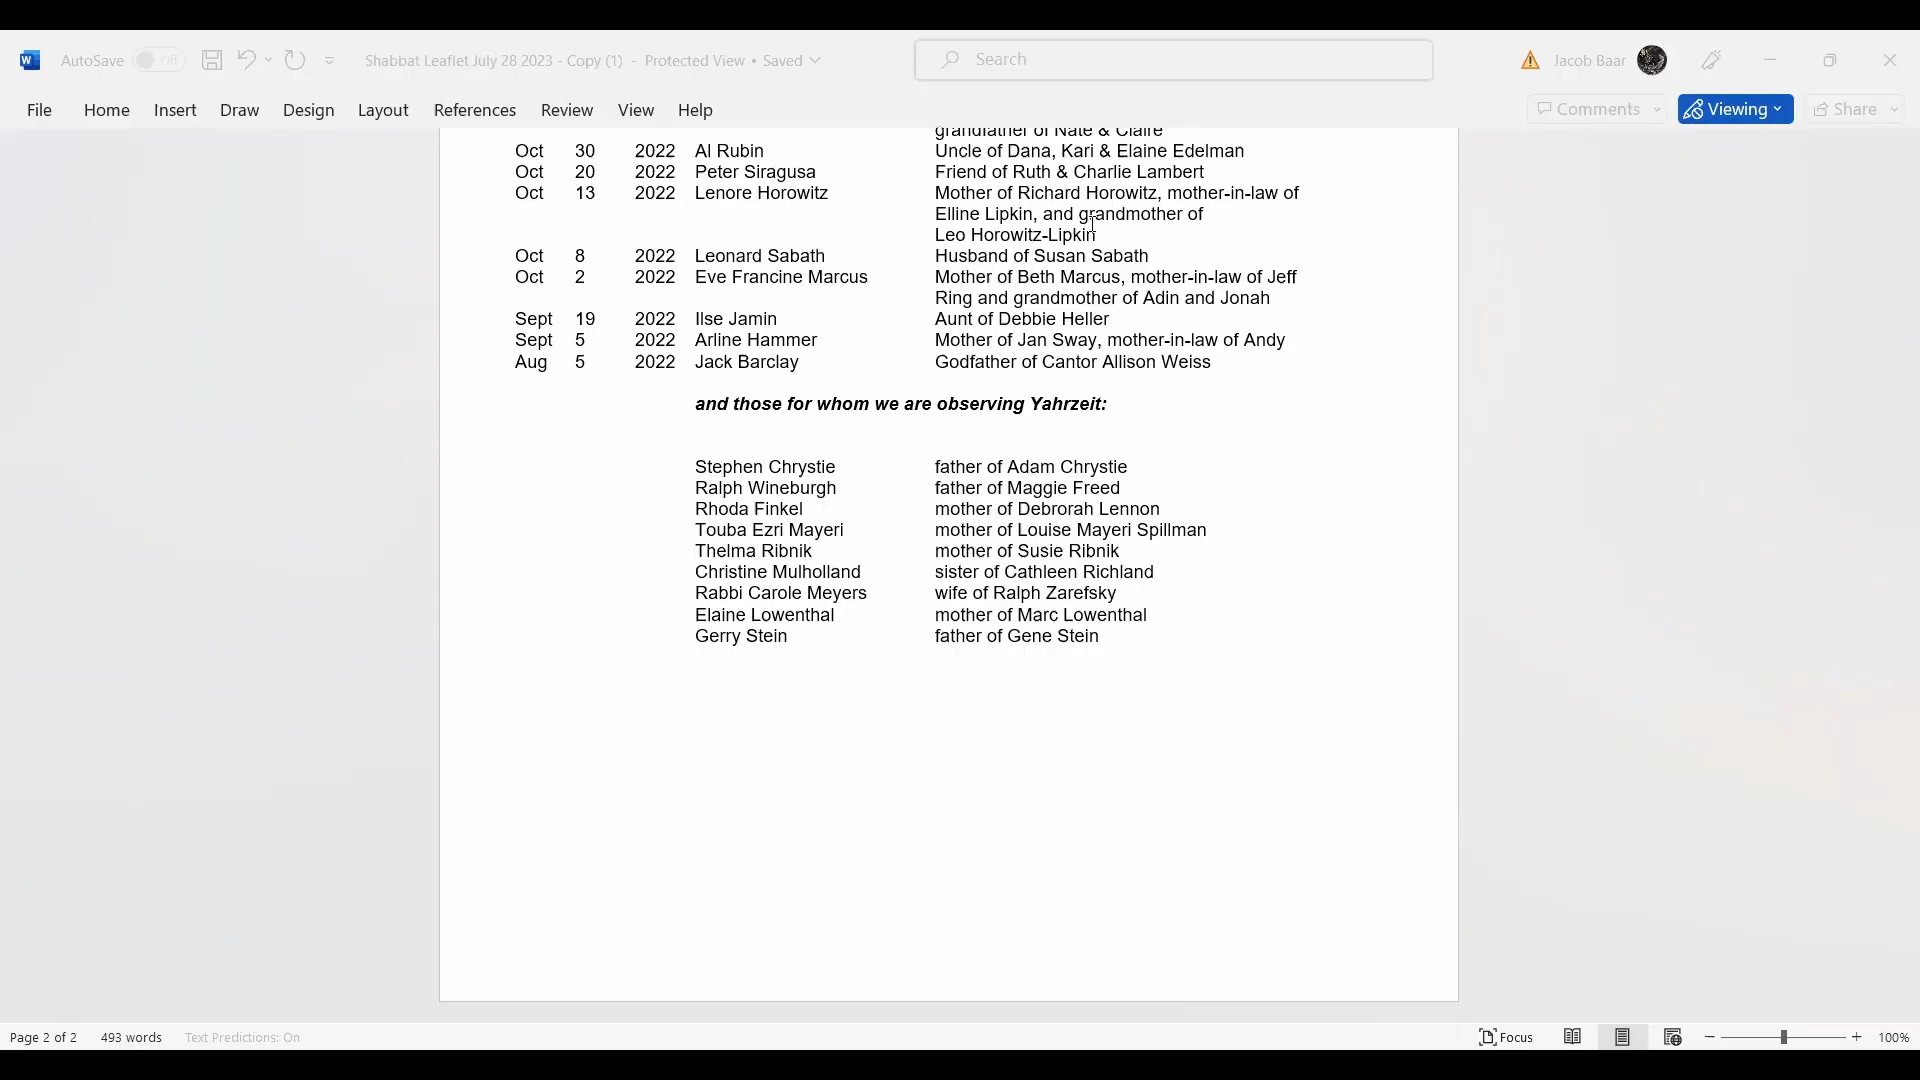 AutoSave Off Shabbat Leaflet July 28 2023 - Copy (1) - Protected View • Saved Search Jacob Baar
File Home Insert Draw Design Layout References Review View Help Comments Viewing Share
grandfather of Nate & Claire
Oct 30 2022 Al Rubin Uncle of Dana, Kari & Elaine Edelman
Oct 20 2022 Peter Siragusa Friend of Ruth & Charlie Lambert
Oct 13 2022 Lenore Horowitz Mother of Richard Horowitz, mother-in-law of
Elline Lipkin, and grandmother of
Leo Horowitz-Lipkin
Oct 8 2022 Leonard Sabath Husband of Susan Sabath
Oct 2 2022 Eve Francine Marcus Mother of Beth Marcus, mother-in-law of Jeff
Ring and grandmother of Adin and Jonah
Sept 19 2022 Ilse Jamin Aunt of Debbie Heller
Sept 5 2022 Arline Hammer Mother of Jan Sway, mother-in-law of Andy
Aug 5 2022 Jack Barclay Godfather of Cantor Allison Weiss
and those for whom we are observing Yahrzeit:
Stephen Chrystie father of Adam Chrystie
Ralph Wineburgh father of Maggie Freed
Rhoda Finkel mother of Debrorah Lennon
Touba Ezri Mayeri mother of Louise Mayeri Spillman
Thelma Ribnik mother of Susie Ribnik
Christine Mulholland sister of Cathleen Richland
Rabbi Carole Meyers wife of Ralph Zarefsky
Elaine Lowenthal mother of Marc Lowenthal
Gerry Stein father of Gene Stein
Page 2 of 2 493 words Text Predictions: On Focus 100%